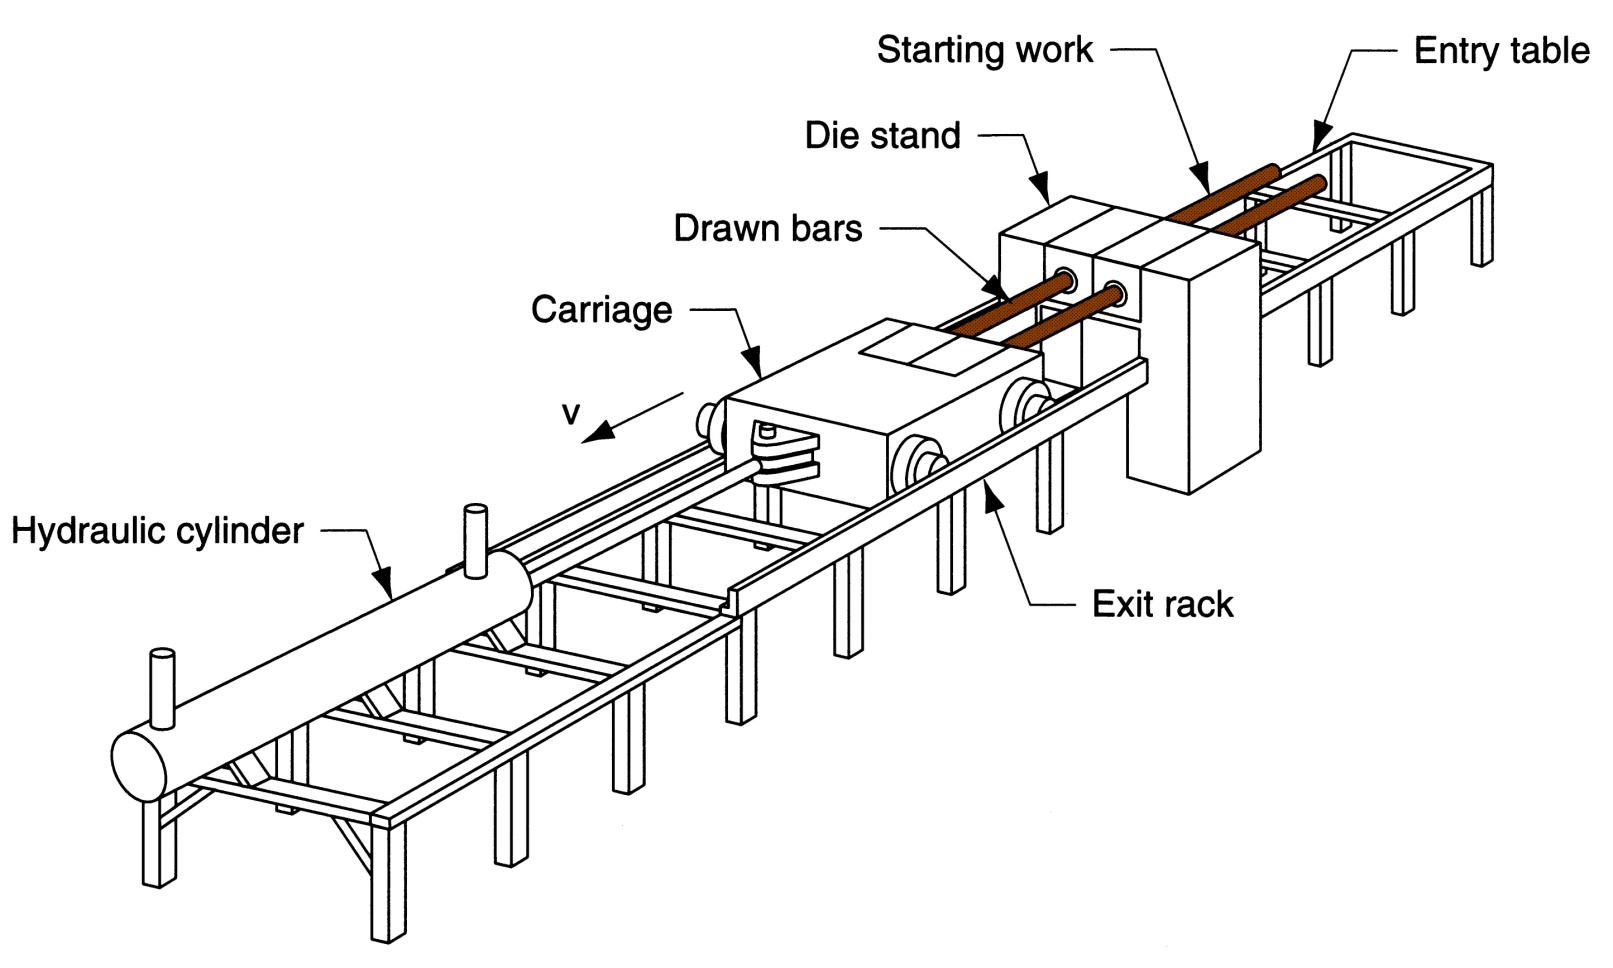 Starting work
Entry table
Die stand
Drawn bars
Carriage
v
Hydraulic cylinder
Exit rack